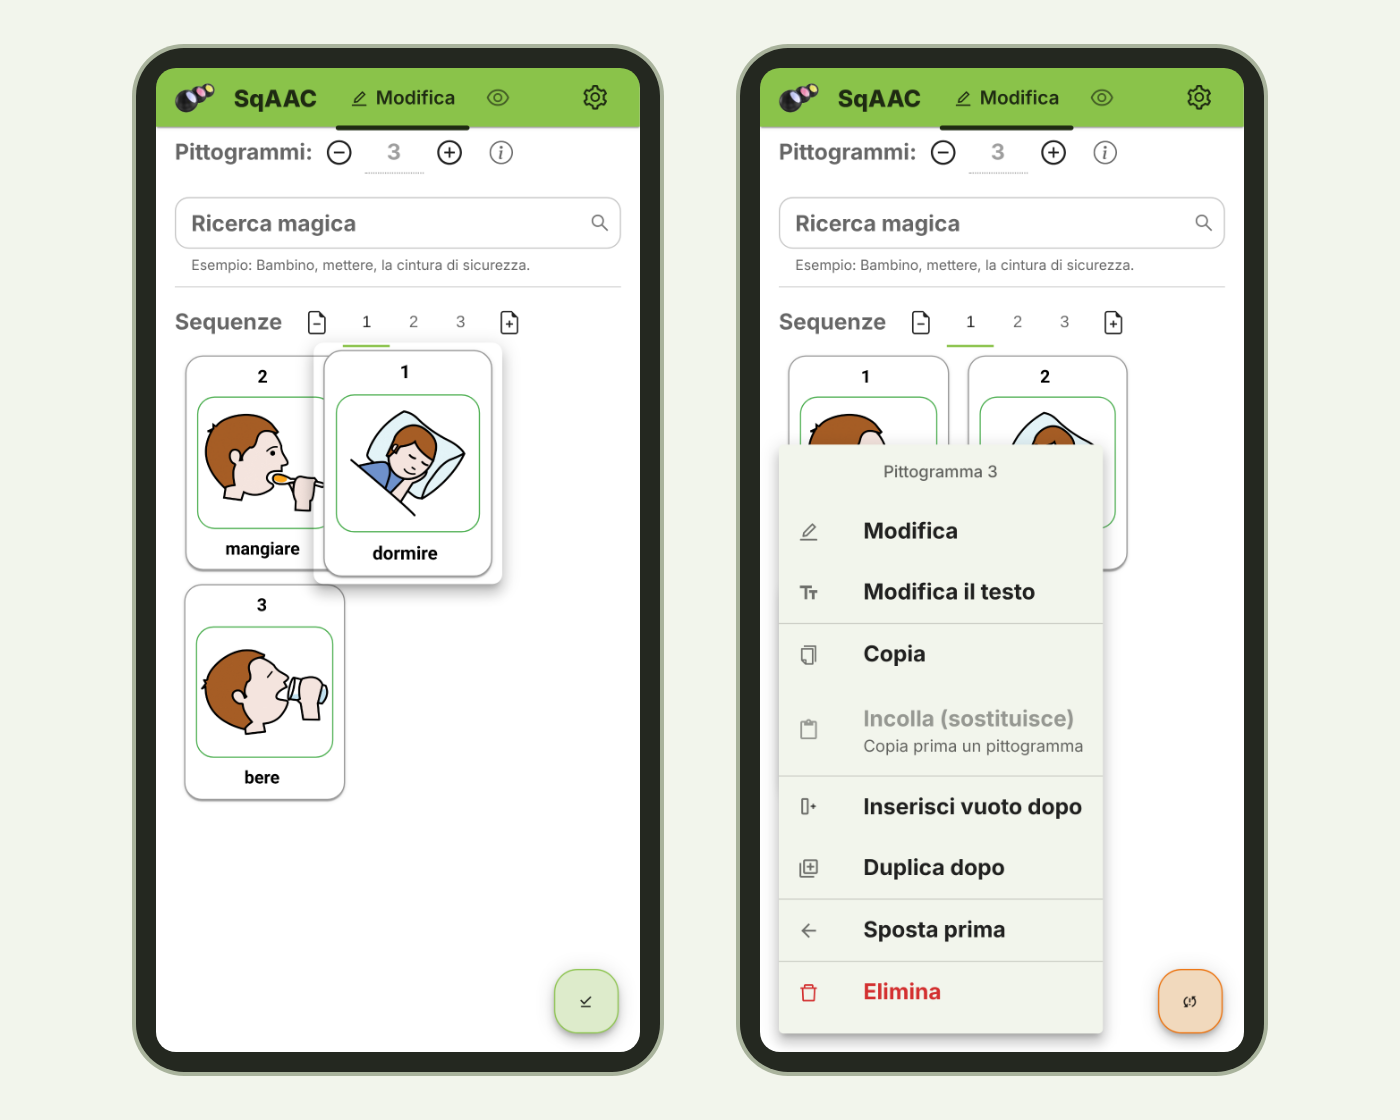 SqAAC Modifica
Pittogrammi: 3
Ricerca magica
Esempio: Bambino, mettere, la cintura di sicurezza.
Sequenze 1 2 3
2
mangiare
1
dormire
3
bere
SqAAC Modifica
Pittogrammi: 3
Ricerca magica
Esempio: Bambino, mettere, la cintura di sicurezza.
Sequenze 1 2 3
1
2
Pittogramma 3
Modifica
Modifica il testo
Copia
Incolla (sostituisce)
Copia prima un pittogramma
Inserisci vuoto dopo
Duplica dopo
Sposta prima
Elimina